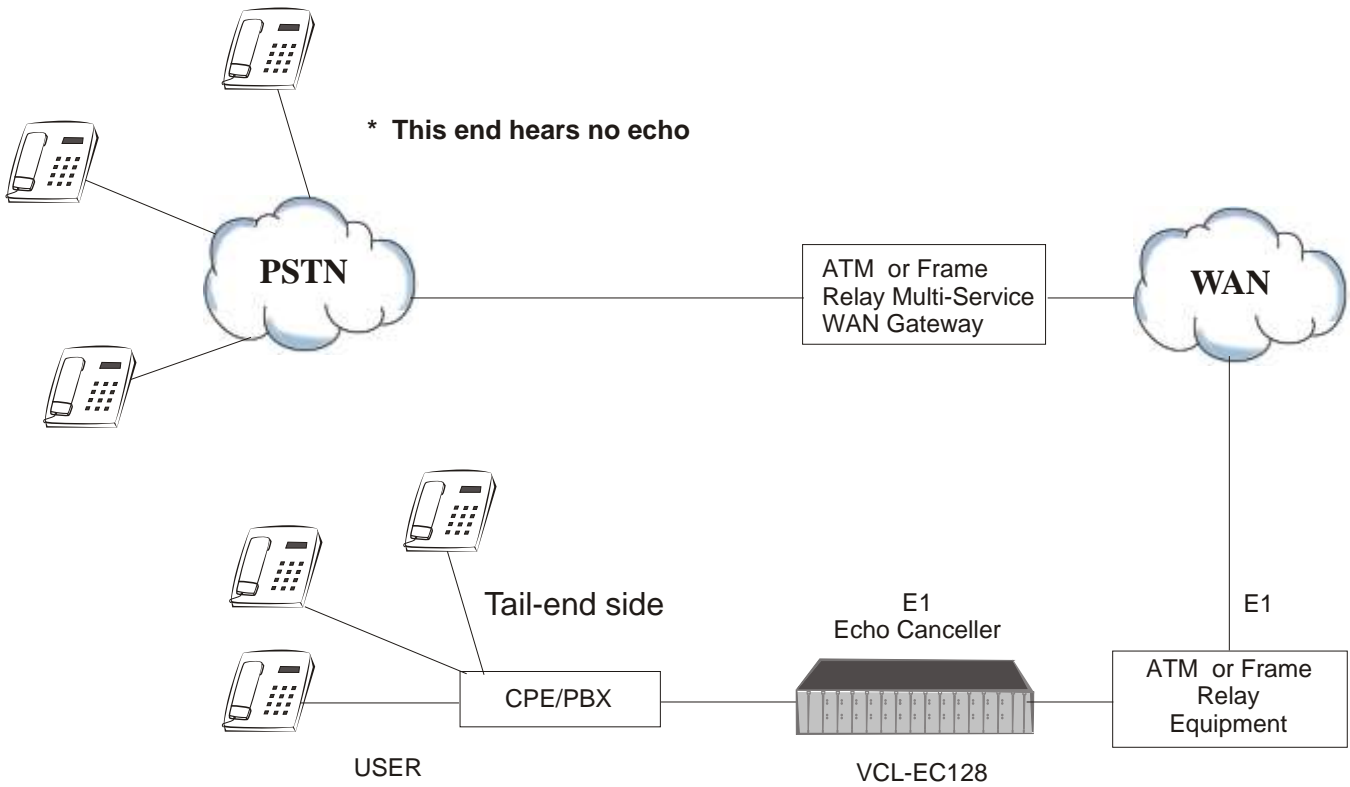 * This end hears no echo
PSTN
ATM or Frame
Relay Multi-Service
WAN Gateway
WAN
Tail-end side
E1
Echo Canceller
E1
CPE/PBX
ATM or Frame
Relay
Equipment
USER
VCL-EC128